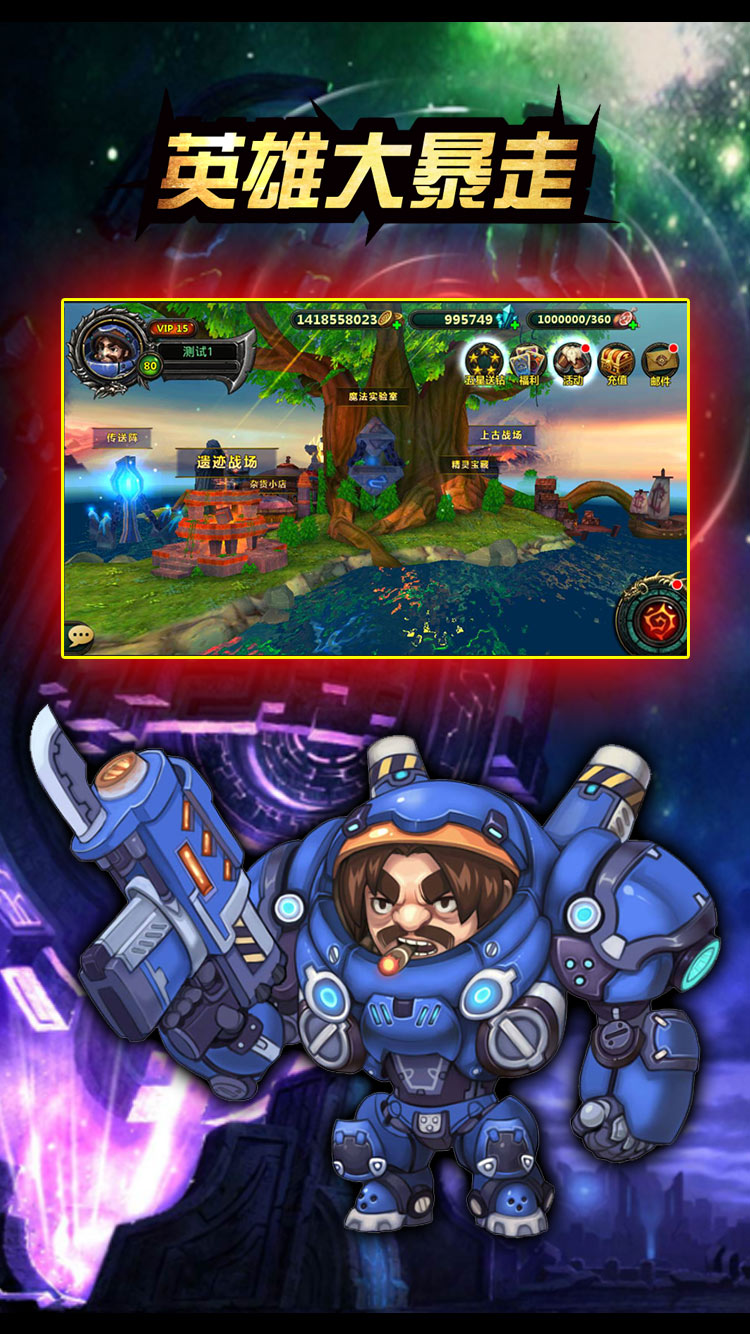 英雄大暴走
VIP 15
1418558023
995749
1000000/360
测试1
80
五星送钻
福利
活动
充值
邮件
魔法实验室
传送阵
上古战场
遗迹战场
精灵宝藏
杂货小店